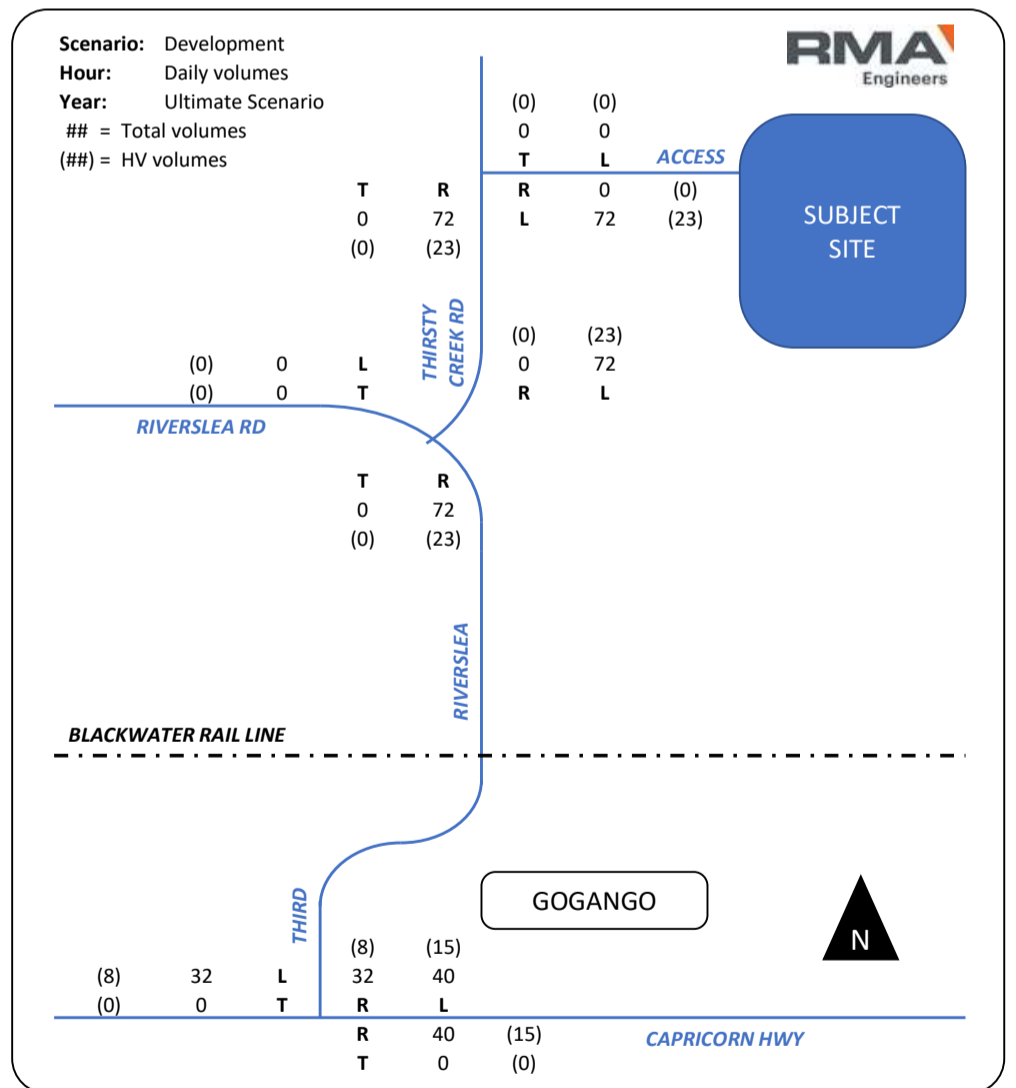 Scenario: Development
RMA
Engineers
Hour: Daily volumes
Year: Ultimate Scenario
## = Total volumes
(##) = HV volumes
(0) (0)
0 0
T L ACCESS
T R R 0 (0)
0 72 L 72 (23)
(0) (23)
SUBJECT
SITE
THIRSTY
CREEK RD
(0) (23)
(0) 0 L 0 72
(0) 0 T R L
RIVERSLEA RD
T R
0 72
(0) (23)
RIVERSLEA
BLACKWATER RAIL LINE
GOGANGO
THIRD
N
(8) (15)
(8) 32 L 32 40
(0) 0 T R L
R 40 (15) CAPRICORN HWY
T 0 (0)